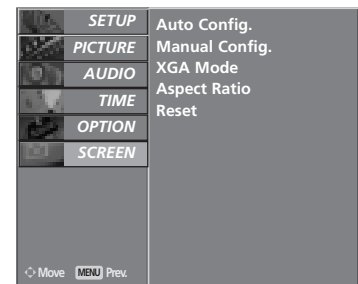 SETUP
PICTURE
AUDIO
TIME
OPTION
SCREEN
Auto Config.
Manual Config.
XGA Mode
Aspect Ratio
Reset
Move MENU Prev.